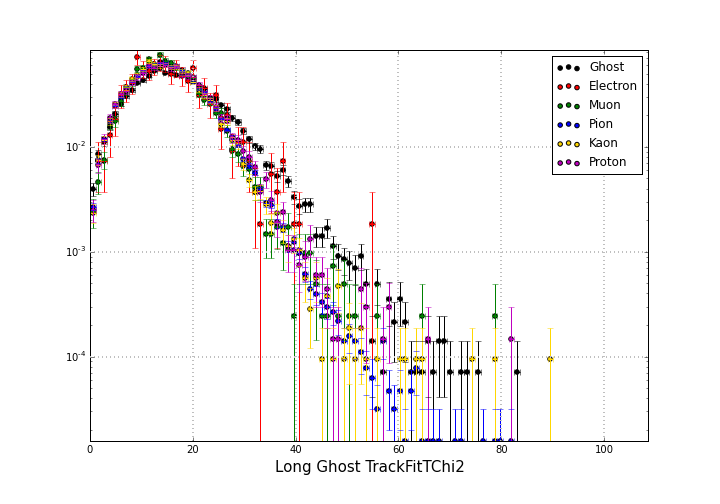 Ghost
Electron
Muon
Pion
Kaon
Proton
10⁻²
10⁻³
10⁻⁴
0 20 40 60 80 100
Long Ghost TrackFitTChi2